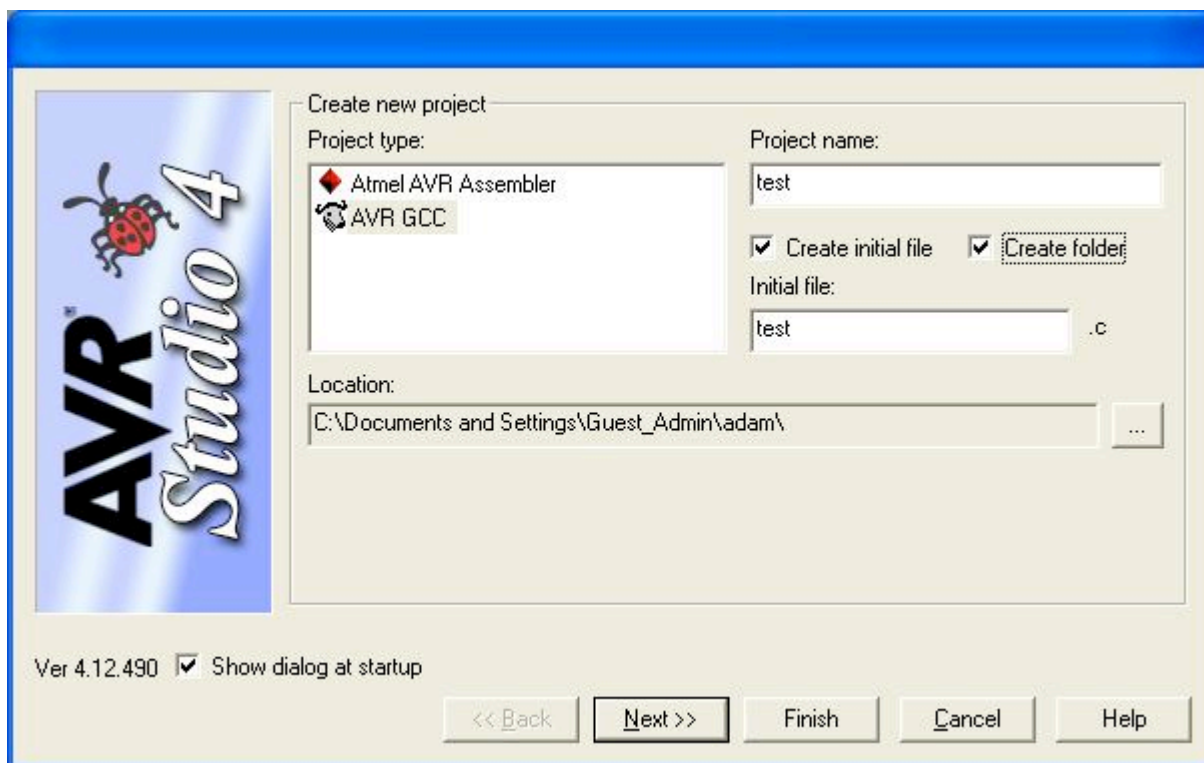 AVR®
Studio 4
Create new project
Project type:
Atmel AVR Assembler
AVR GCC
Project name:
test
Create initial file
Create folder
Initial file:
test
.c
Location:
C:\Documents and Settings\Guest_Admin\adam\
...
Ver 4.12.490
Show dialog at startup
<< Back
Next >>
Finish
Cancel
Help